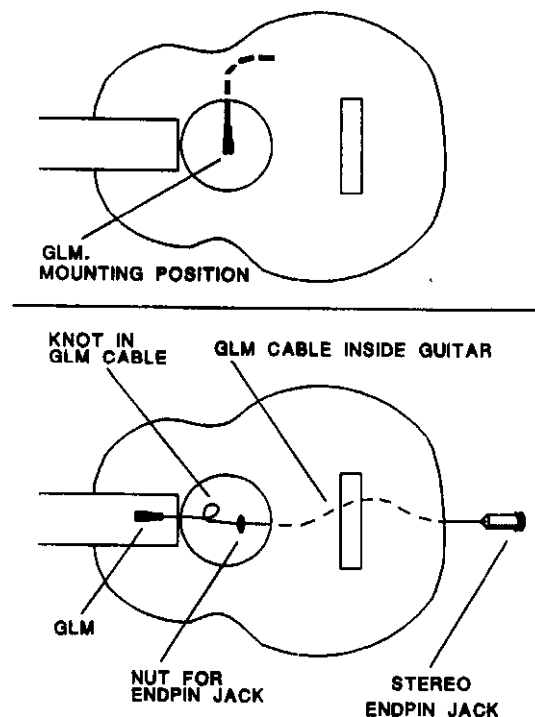 GLM.
MOUNTING POSITION
KNOT IN
GLM CABLE
GLM CABLE INSIDE GUITAR
GLM
NUT FOR
ENDPIN JACK
STEREO
ENDPIN JACK